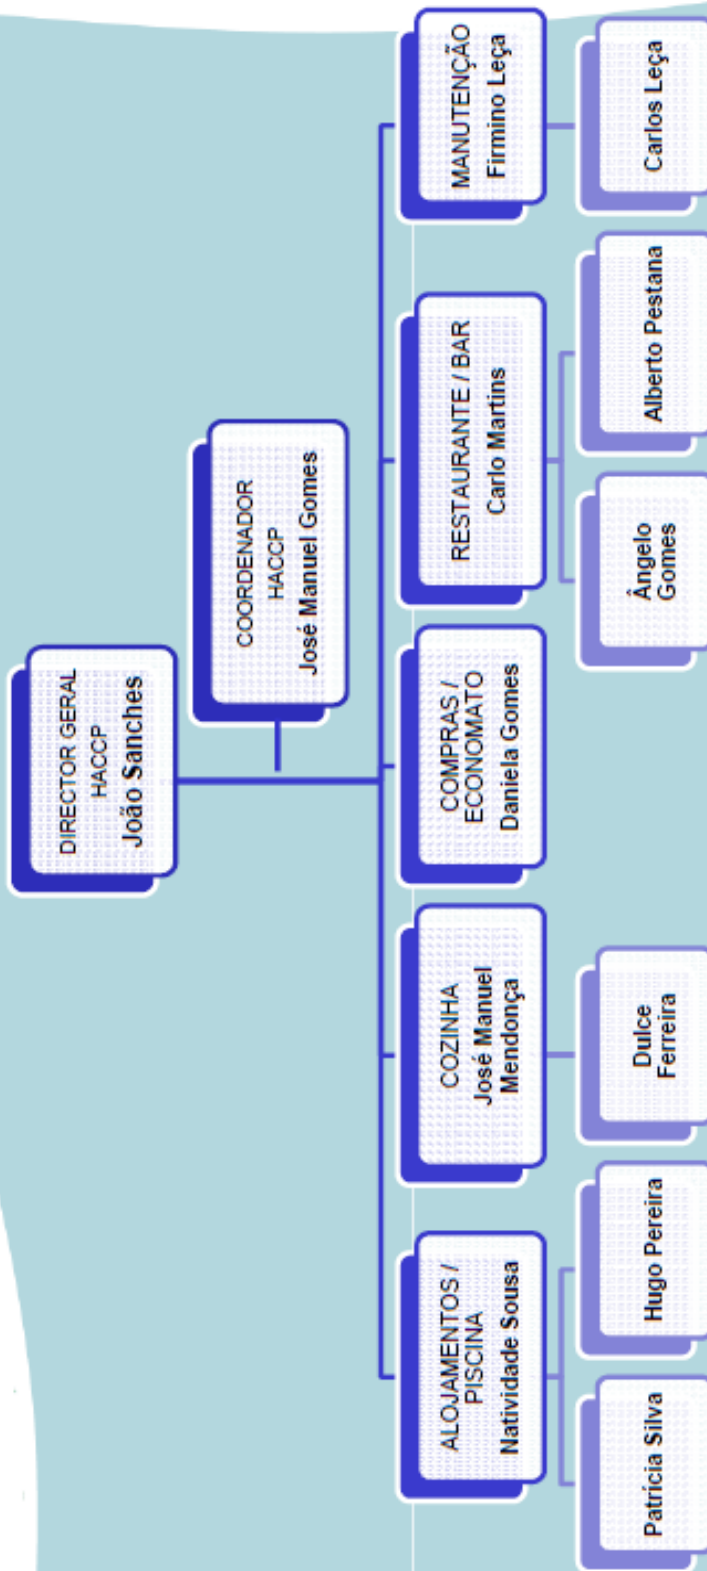 DIRECTOR GERAL
HACCP
João Sanches
COORDENADOR
HACCP
José Manuel Gomes
ALOJAMENTOS /
PISCINA
Natividade Sousa
COZINHA
José Manuel
Mendonça
COMPRAS /
ECONOMATO
Daniela Gomes
RESTAURANTE / BAR
Carlo Martins
MANUTENÇÃO
Firmino Leça
Patrícia Silva
Hugo Pereira
Dulce
Ferreira
Ângelo
Gomes
Alberto Pestana
Carlos Leça